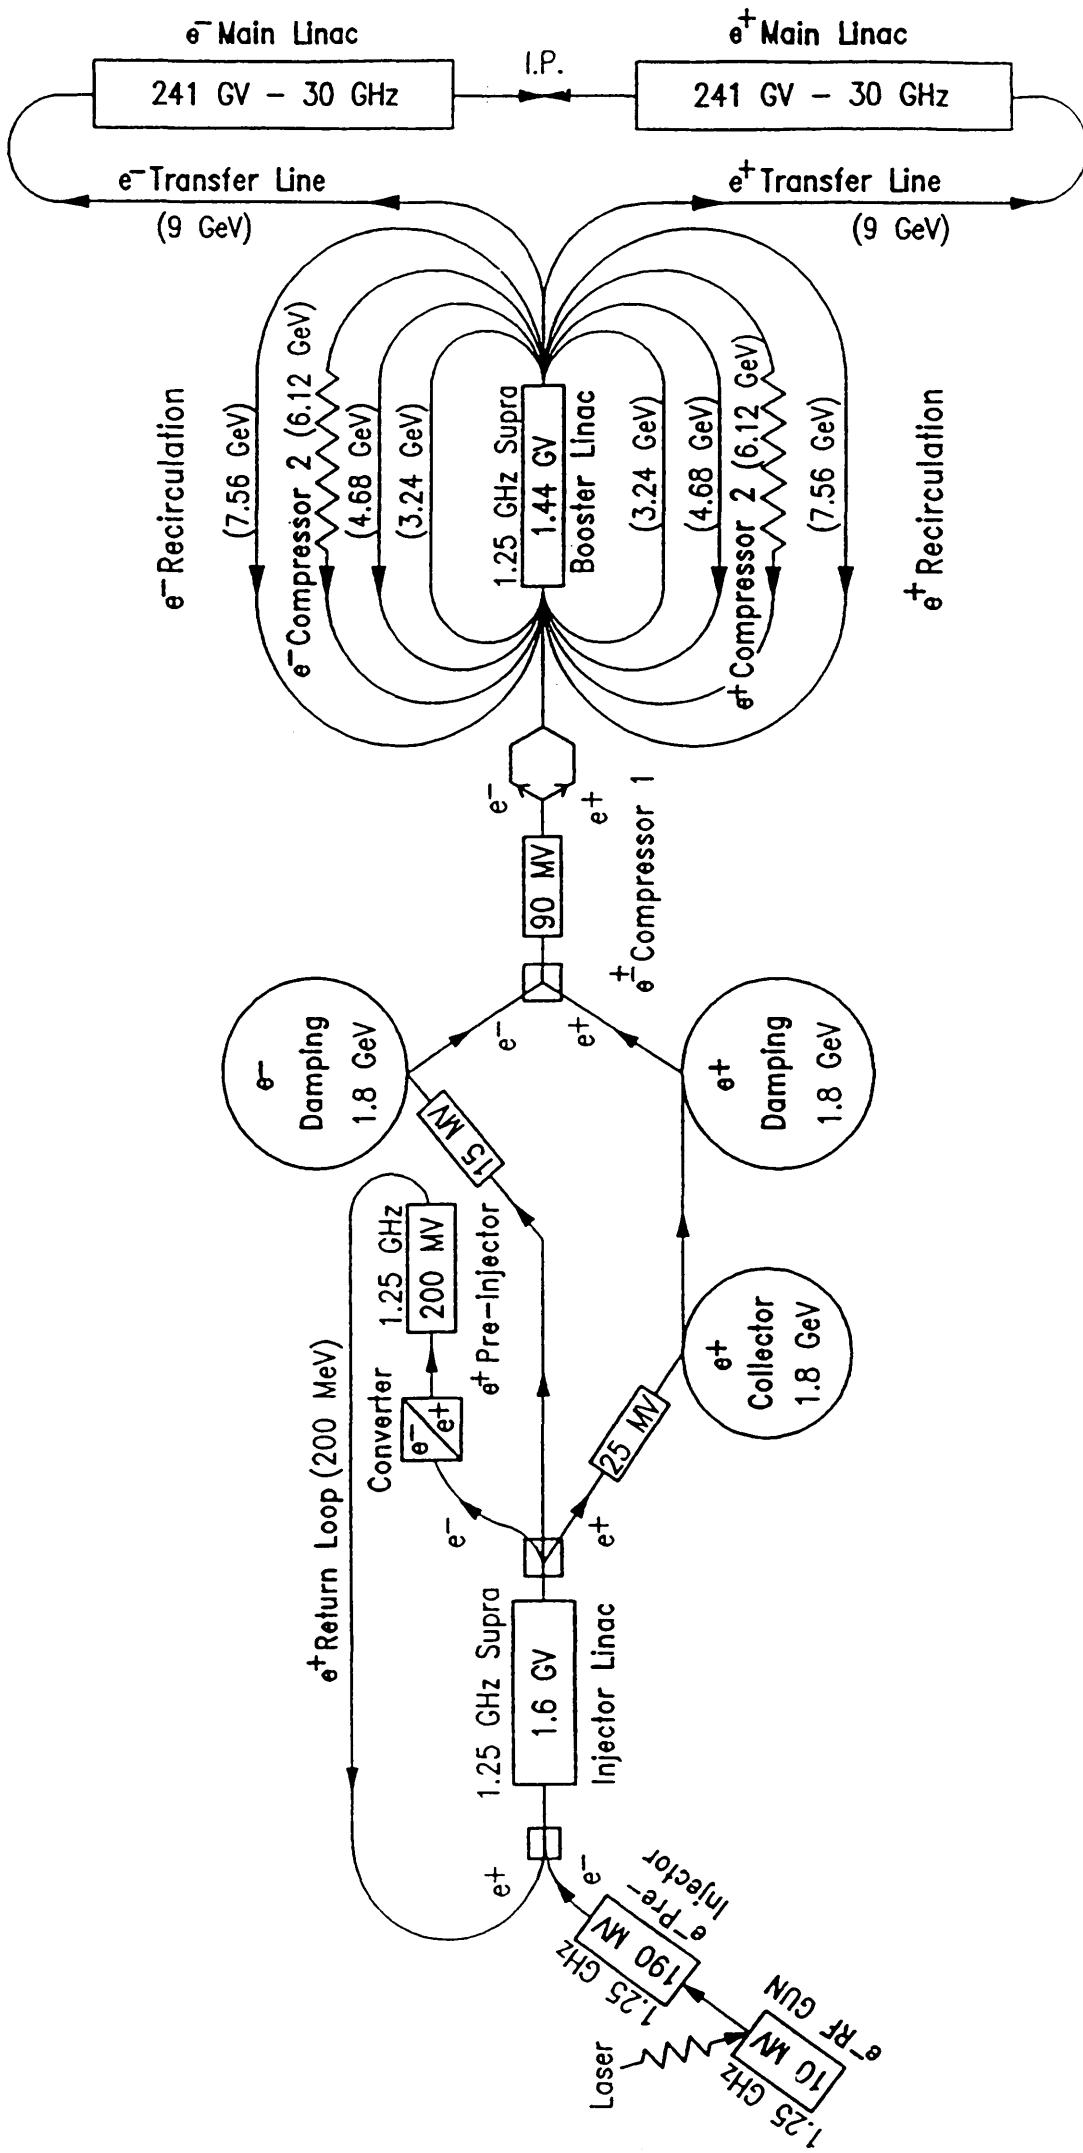 e⁻ Main Linac
e⁺ Main Linac
I.P.
241 GV – 30 GHz
241 GV – 30 GHz
e⁻ Transfer Line
(9 GeV)
e⁺ Transfer Line
(9 GeV)
e⁻ Recirculation
(7.56 GeV)
e⁻ Compressor 2 (6.12 GeV)
(4.68 GeV)
(3.24 GeV)
1.25 GHz Supra
1.44 GV
Booster Linac
(3.24 GeV)
(4.68 GeV)
e⁺ Compressor 2 (6.12 GeV)
(7.56 GeV)
e⁺ Recirculation
e⁻
e⁺
90 MV
e± Compressor 1
e⁻
Damping
1.8 GeV
e⁻
e⁺
e⁺
Damping
1.8 GeV
15 MV
1.25 GHz
200 MV
e⁺ Pre-Injector
Converter
e⁻
e⁺
e⁺ Return Loop (200 MeV)
e⁺
Collector
1.8 GeV
25 MV
e⁻
e⁺
1.25 GHz Supra
1.6 GV
Injector Linac
e⁺
e⁻
1.25 GHz
190 MV
e⁻ Pre-
Injector
Laser
1.25 GHz
10 MV
e⁻ RF GUN